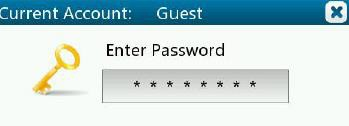 Current Account: Guest
Enter Password
* * * * * * * *